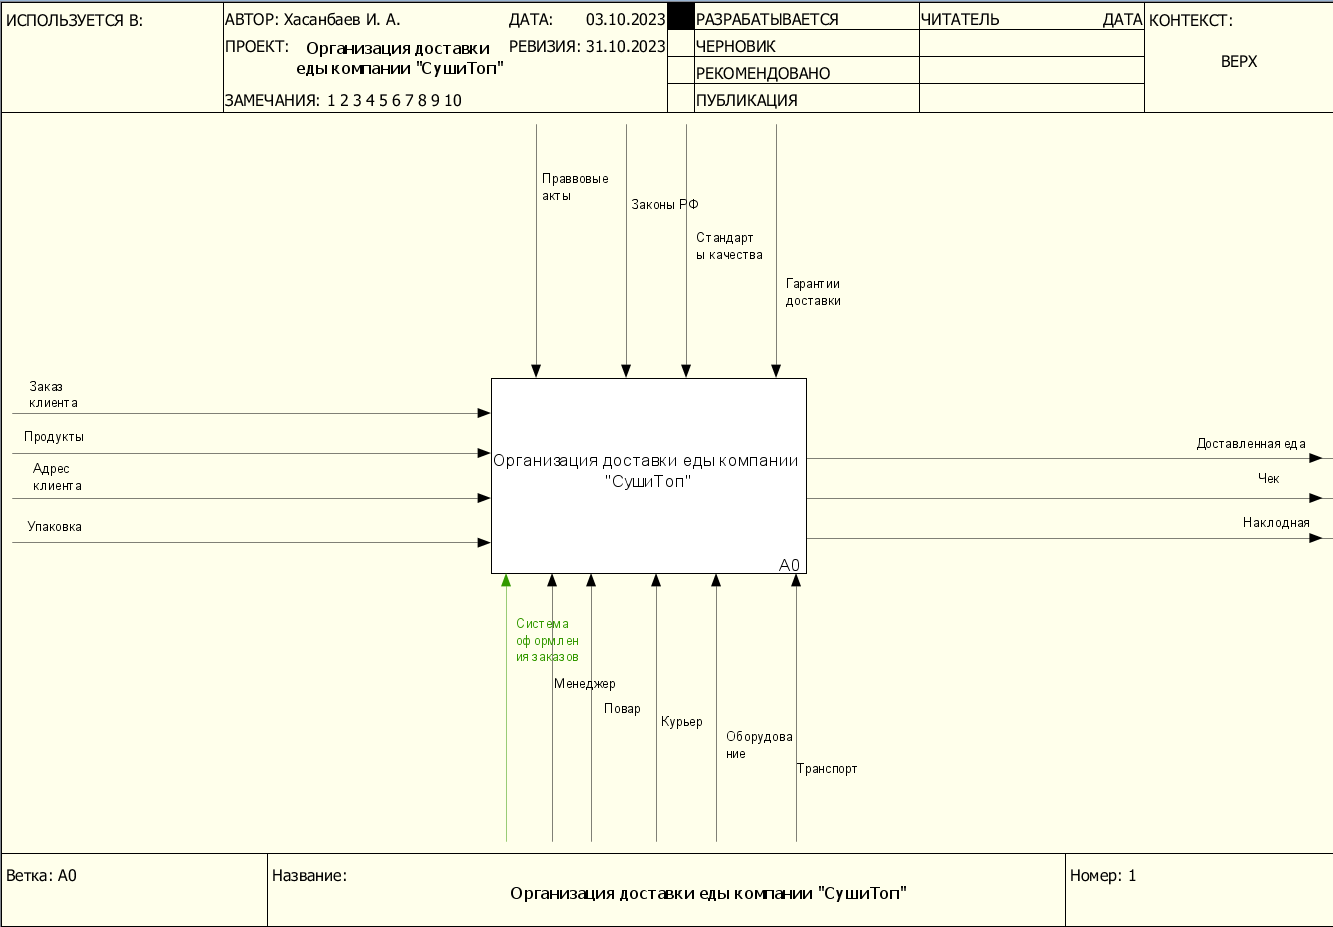 ИСПОЛЬЗУЕТСЯ В:
АВТОР: Хасанбаев И. А.
ДАТА: 03.10.2023
ПРОЕКТ: Организация доставки
еды компании "СушиТоп"
РЕВИЗИЯ: 31.10.2023
ЗАМЕЧАНИЯ: 1 2 3 4 5 6 7 8 9 10
РАЗРАБАТЫВАЕТСЯ
ЧЕРНОВИК
РЕКОМЕНДОВАНО
ПУБЛИКАЦИЯ
ЧИТАТЕЛЬ
ДАТА
КОНТЕКСТ:
ВЕРХ
Праввовые
акты
Законы РФ
Стандарт
ы качества
Гарантии
доставки
Заказ
клиента
Продукты
Адрес
клиента
Упаковка
Организация доставки еды компании
"СушиТоп"
A0
Доставленная еда
Чек
Наклодная
Система
оформлен
ия заказов
Менеджер
Повар
Курьер
Оборудова
ние
Транспорт
Ветка: A0
Название:
Организация доставки еды компании "СушиТоп"
Номер: 1